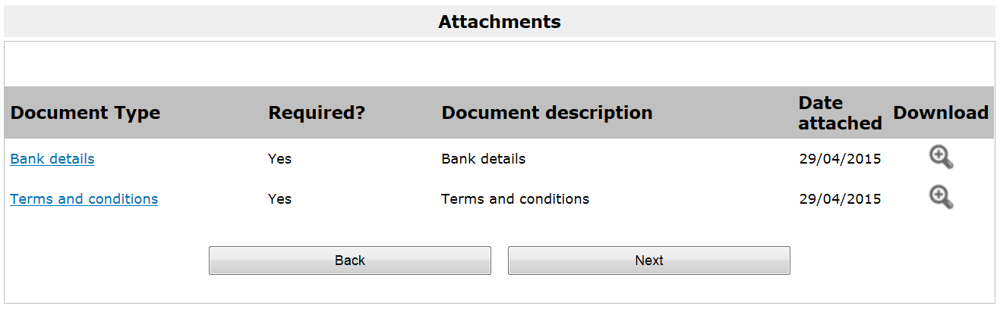 Attachments
Document Type Required? Document description Date attached Download
Bank details Yes Bank details 29/04/2015
Terms and conditions Yes Terms and conditions 29/04/2015
Back Next